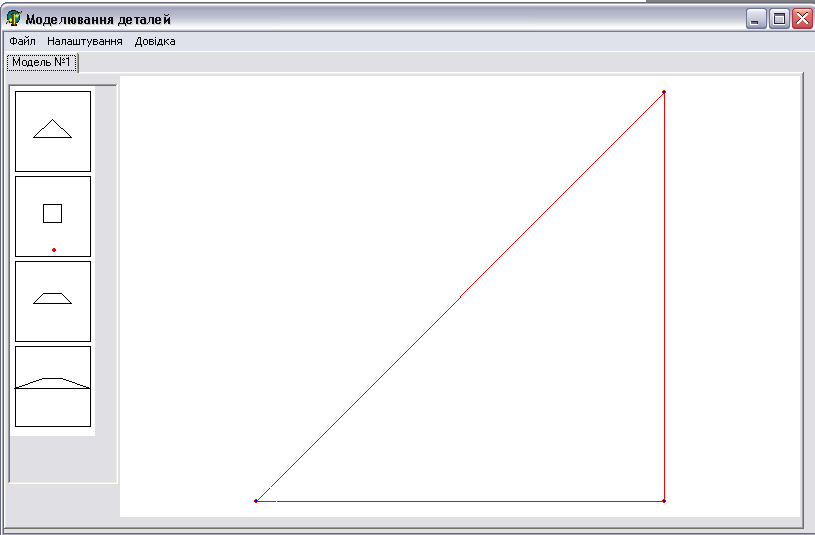 Моделювання деталей
Файл Налаштування Довідка
Модель №1